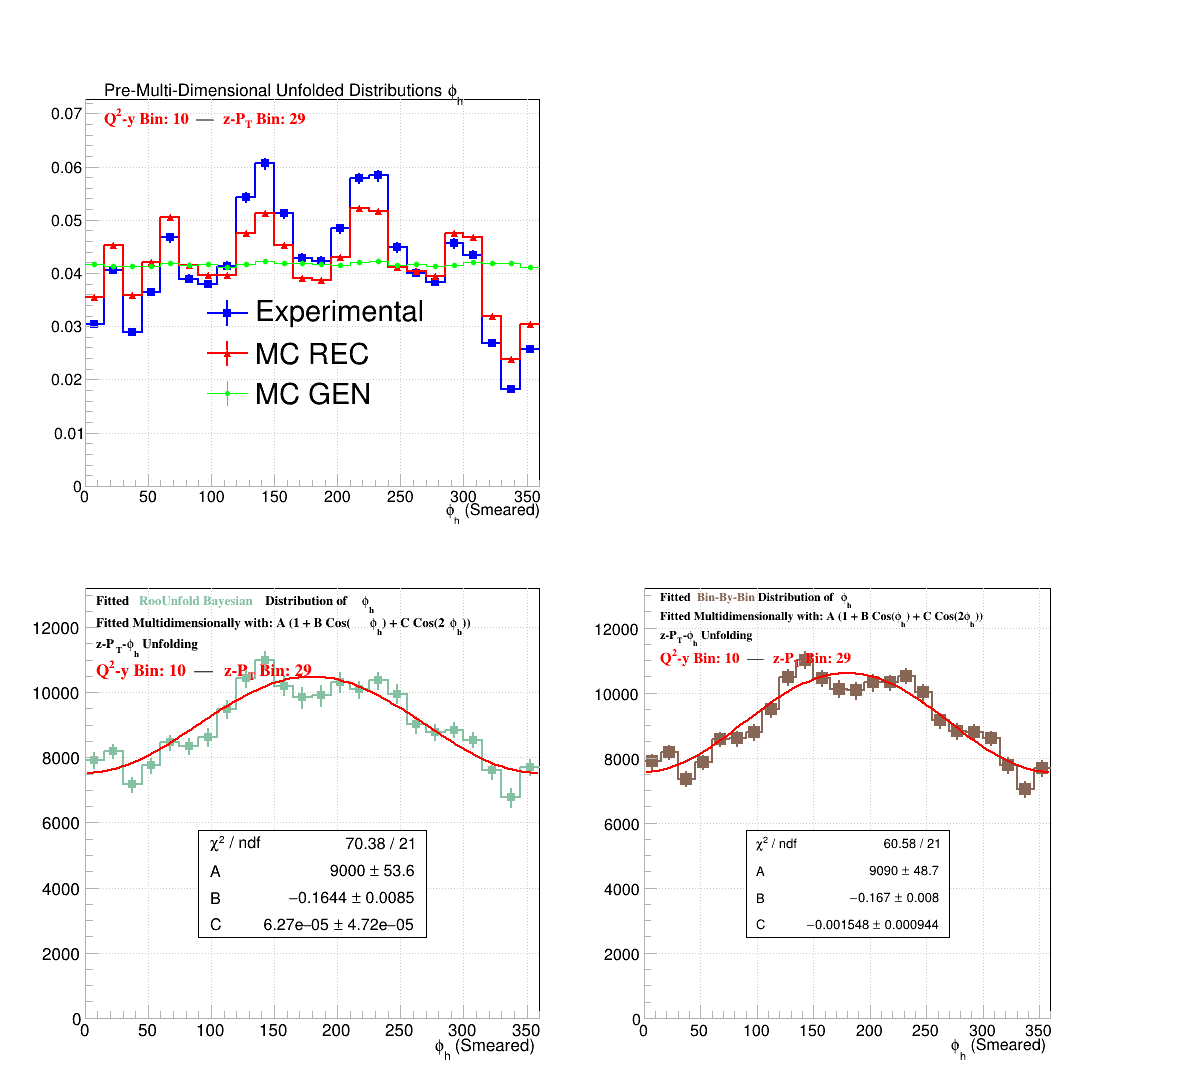 Pre-Multi-Dimensional Unfolded Distributions ϕh
Q²-y Bin: 10 — z-PT Bin: 29
0.07
0.06
0.05
0.04
0.03
0.02
0.01
0
Experimental
MC REC
MC GEN
0 50 100 150 200 250 300 350
ϕh (Smeared)
Fitted RooUnfold Bayesian Distribution of ϕh
Fitted Multidimensionally with: A (1 + B Cos( ϕh) + C Cos(2 ϕh))
z-PT-ϕh Unfolding
Q²-y Bin: 10 — z-PT Bin: 29
12000
10000
8000
6000
4000
2000
0
χ² / ndf 70.38 / 21
A 9000 ± 53.6
B −0.1644 ± 0.0085
C 6.27e−05 ± 4.72e−05
0 50 100 150 200 250 300 350
ϕh (Smeared)
Fitted Bin-By-Bin Distribution of ϕh
Fitted Multidimensionally with: A (1 + B Cos(ϕh) + C Cos(2ϕh))
z-PT-ϕh Unfolding
Q²-y Bin: 10 — z-PT Bin: 29
12000
10000
8000
6000
4000
2000
0
χ² / ndf 60.58 / 21
A 9090 ± 48.7
B −0.167 ± 0.008
C −0.001548 ± 0.000944
0 50 100 150 200 250 300 350
ϕh (Smeared)